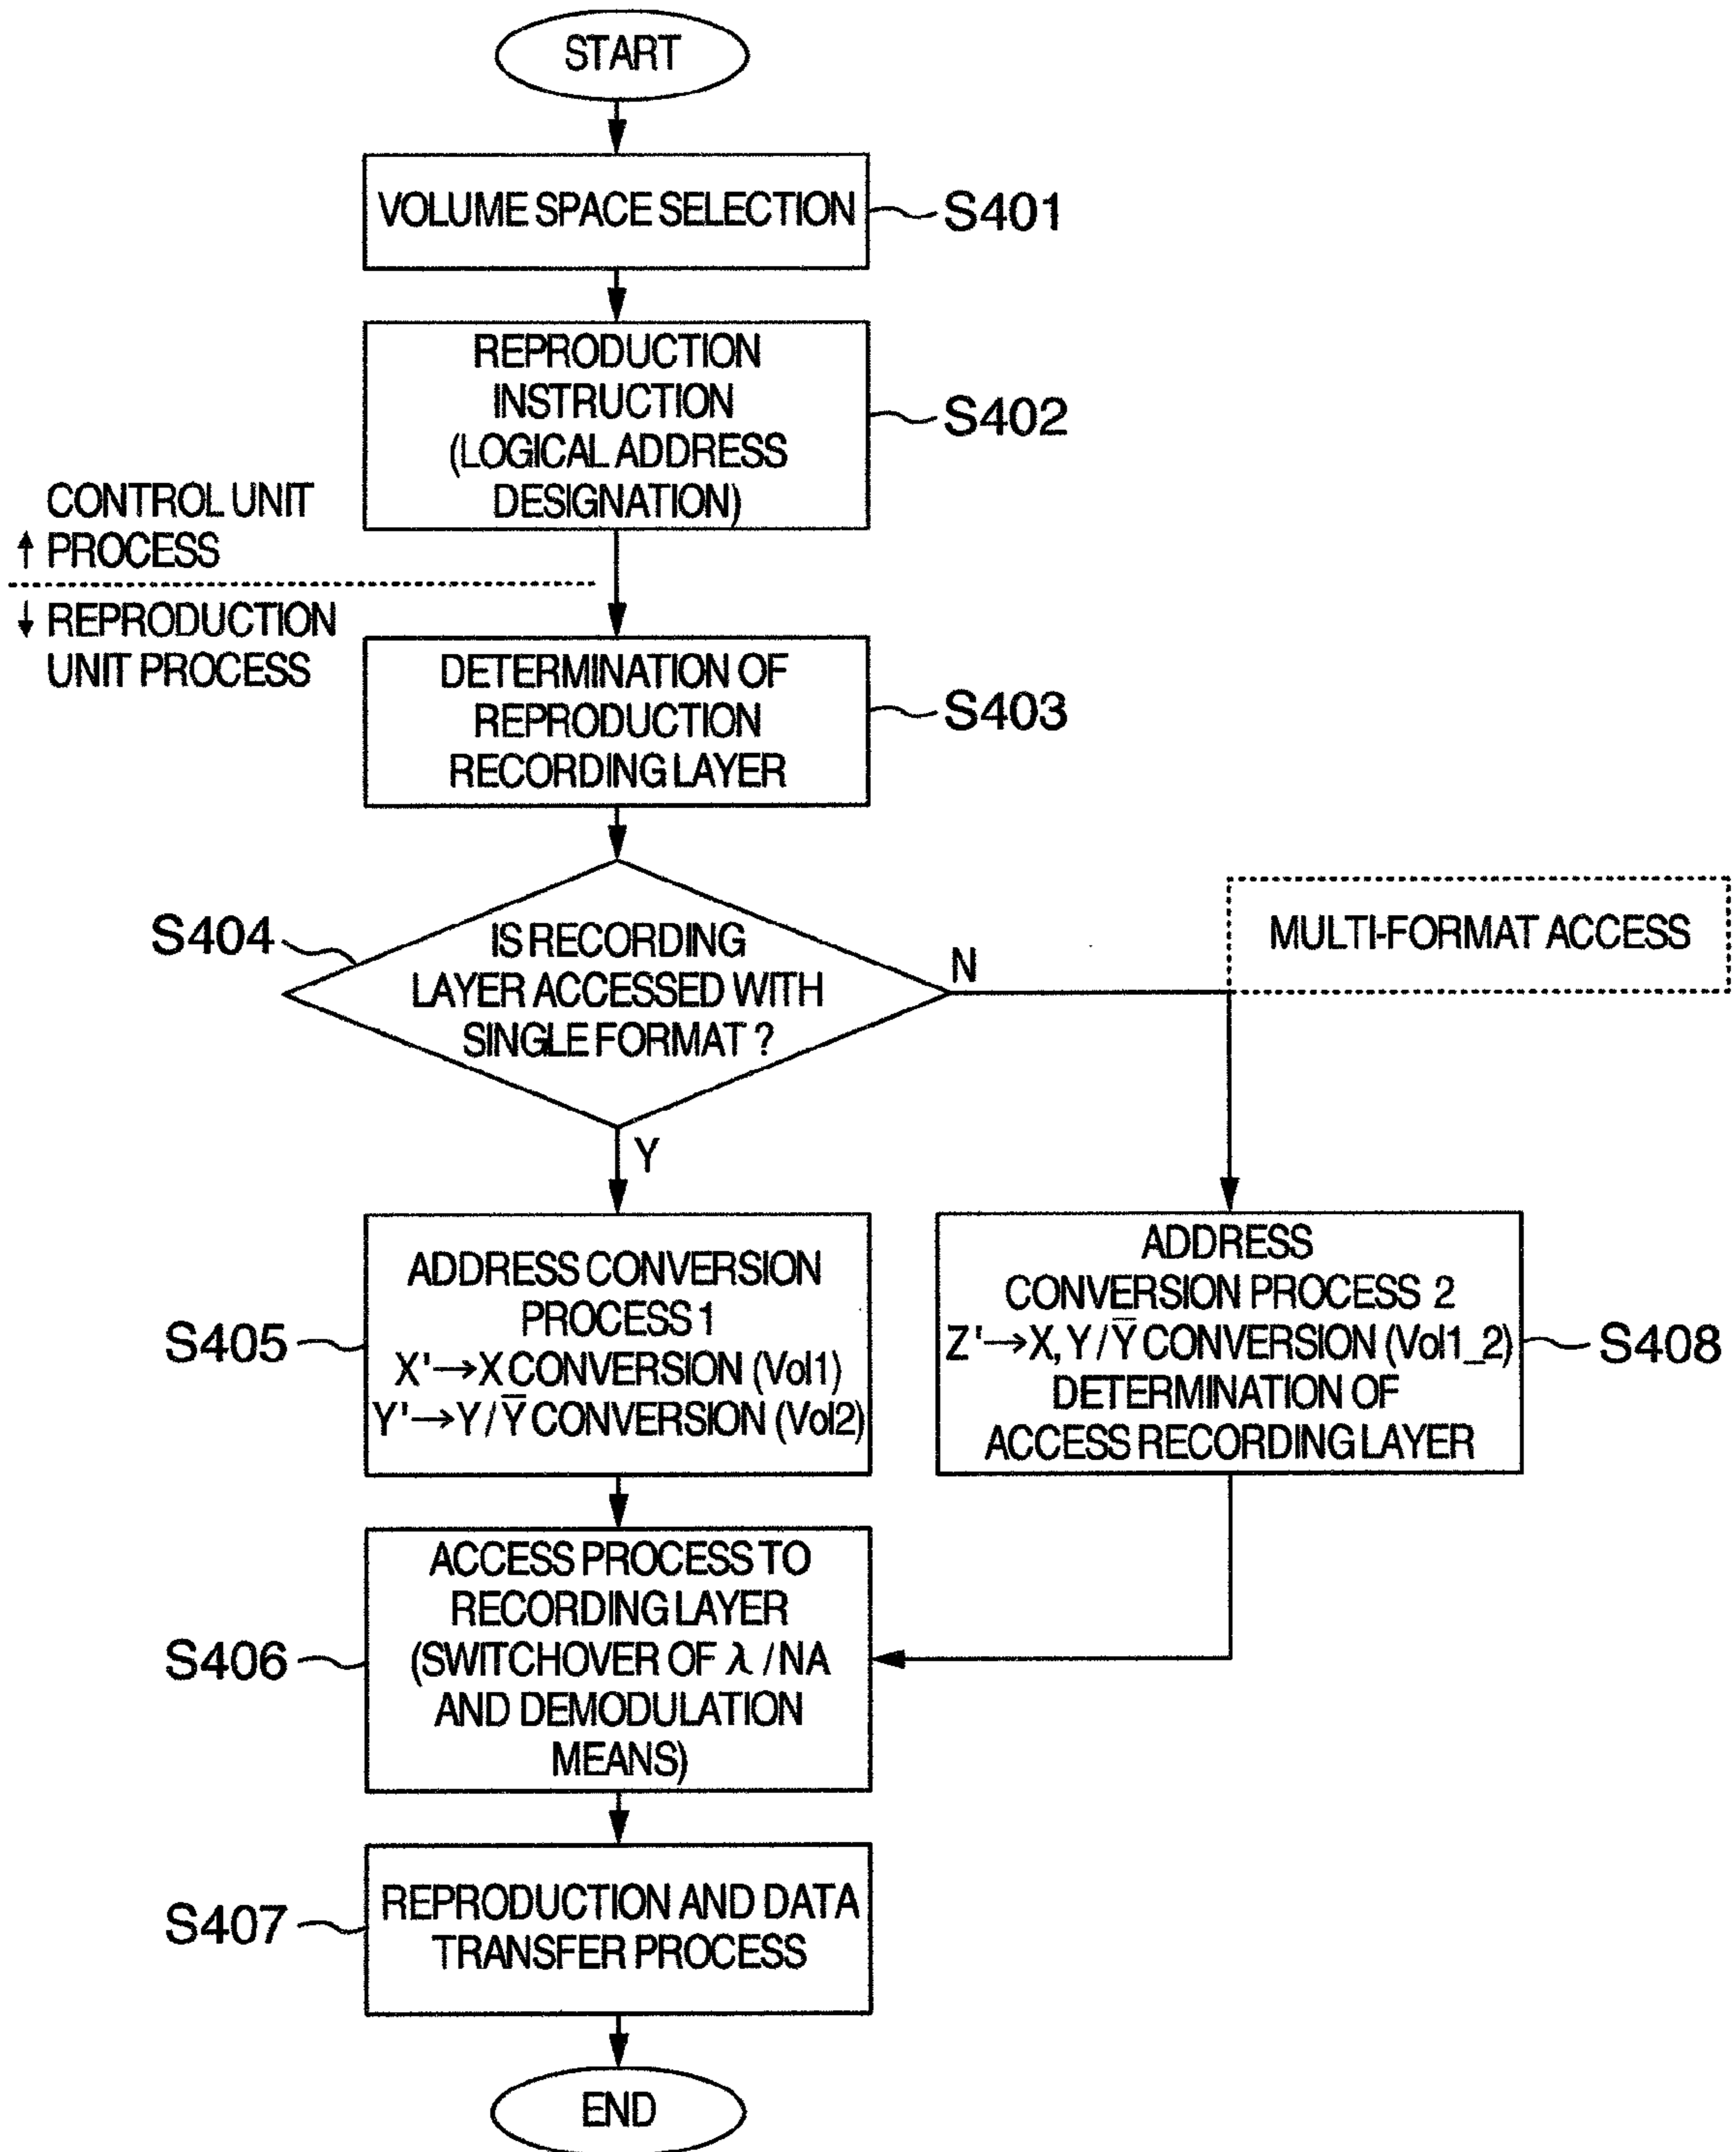 START
VOLUME SPACE SELECTION
S401
REPRODUCTION
INSTRUCTION
(LOGICAL ADDRESS
DESIGNATION)
S402
CONTROL UNIT
↑ PROCESS
↓ REPRODUCTION
UNIT PROCESS
DETERMINATION OF
REPRODUCTION
RECORDING LAYER
S403
S404
IS RECORDING
LAYER ACCESSED WITH
SINGLE FORMAT ?
N
MULTI-FORMAT ACCESS
Y
ADDRESS CONVERSION
PROCESS 1
X'→X CONVERSION (Vol1)
Y'→Y/Y̅ CONVERSION (Vol2)
S405
ADDRESS
CONVERSION PROCESS 2
Z'→X, Y/Y̅ CONVERSION (Vol1_2)
DETERMINATION OF
ACCESS RECORDING LAYER
S408
ACCESS PROCESS TO
RECORDING LAYER
(SWITCHOVER OF λ/NA
AND DEMODULATION
MEANS)
S406
REPRODUCTION AND DATA
TRANSFER PROCESS
S407
END